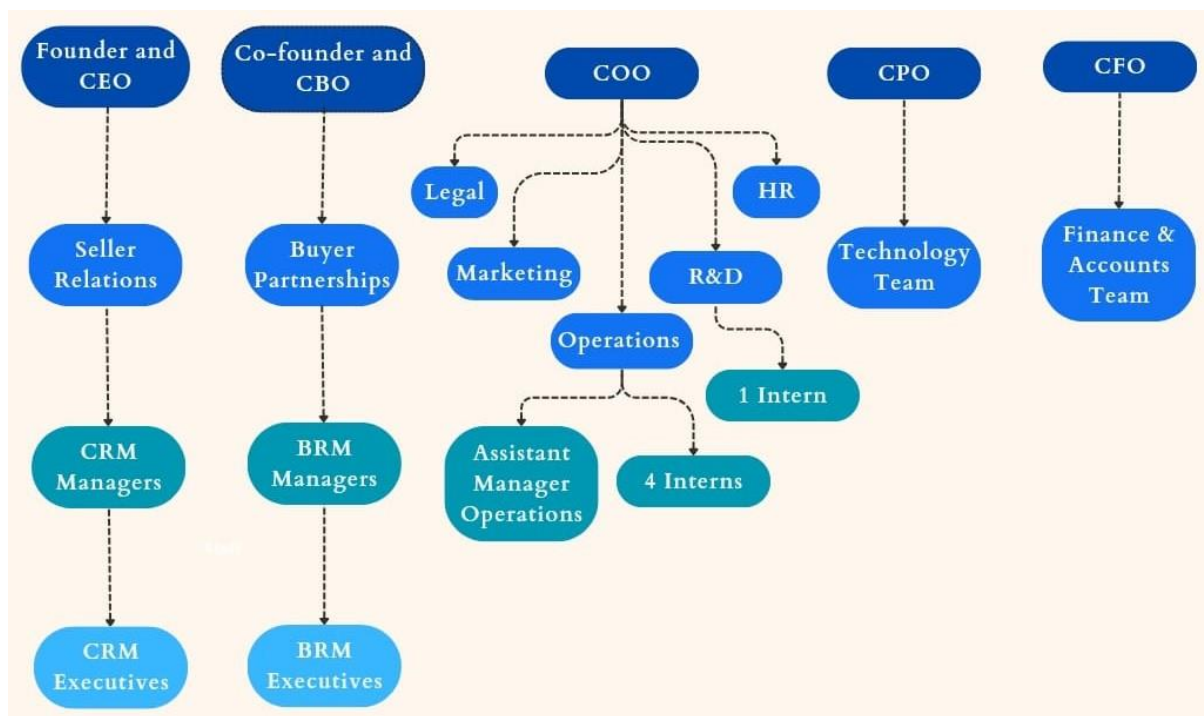 Founder and
CEO
Co-founder and
CBO
COO
CPO
CFO
Legal
HR
Seller
Relations
Buyer
Partnerships
Marketing
R&D
Technology
Team
Finance &
Accounts
Team
Operations
1 Intern
CRM
Managers
BRM
Managers
Assistant
Manager
Operations
4 Interns
CRM
Executives
BRM
Executives